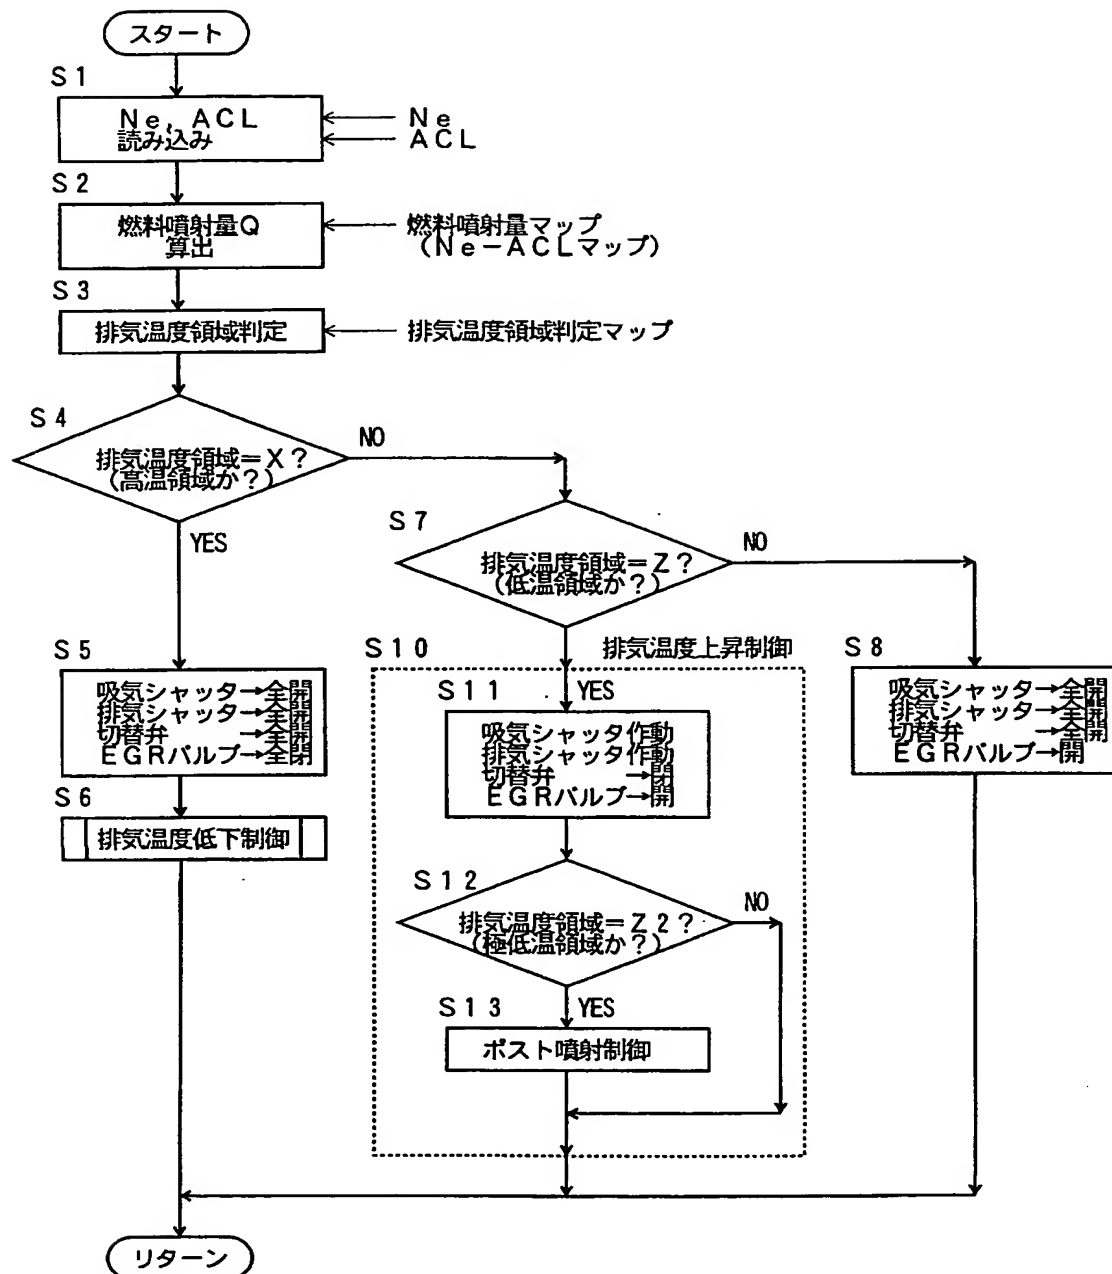 スタート
S1
Ne，ACL
読み込み
Ne
ACL
S2
燃料噴射量Q
算出
燃料噴射量マップ
（Ne－ACLマップ）
S3
排気温度領域判定
排気温度領域判定マップ
S4
排気温度領域＝X？
（高温領域か？）
NO
YES
S7
排気温度領域＝Z？
（低温領域か？）
NO
S5
吸気シャッタ→全開
排気シャッタ→全開
切替弁　　　→全開
EGRバルブ→全閉
S6
排気温度低下制御
S10
排気温度上昇制御
YES
S11
吸気シャッタ作動
排気シャッタ作動
切替弁　　　→閉
EGRバルブ→開
S12
排気温度領域＝Z2？
（極低温領域か？）
NO
YES
S13
ポスト噴射制御
S8
吸気シャッタ→全開
排気シャッタ→全開
切替弁　　　→全開
EGRバルブ→開
リターン